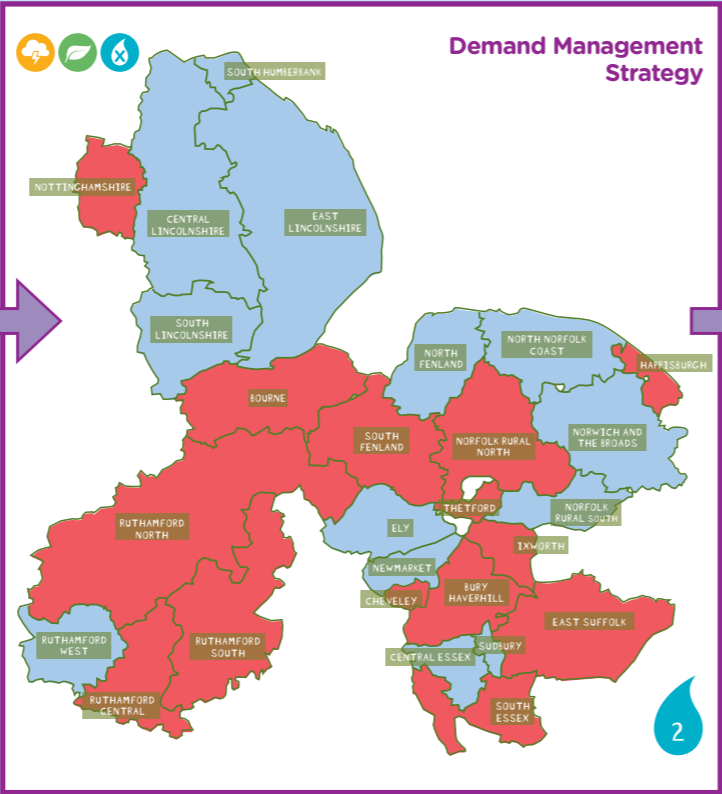 Demand Management
Strategy
SOUTH HUMBERBANK
NOTTINGHAMSHIRE
CENTRAL
LINCOLNSHIRE
EAST
LINCOLNSHIRE
SOUTH
LINCOLNSHIRE
NORTH
FENLAND
NORTH NORFOLK
COAST
HAPPISBURGH
BOURNE
SOUTH
FENLAND
NORFOLK RURAL
NORTH
NORWICH AND
THE BROADS
THETFORD
NORFOLK
RURAL SOUTH
RUTHAMFORD
NORTH
ELY
IXWORTH
NEWMARKET
CHEVELEY
BURY
HAVERHILL
EAST SUFFOLK
RUTHAMFORD
WEST
RUTHAMFORD
SOUTH
CENTRAL ESSEX
SUDBURY
RUTHAMFORD
CENTRAL
SOUTH
ESSEX
2